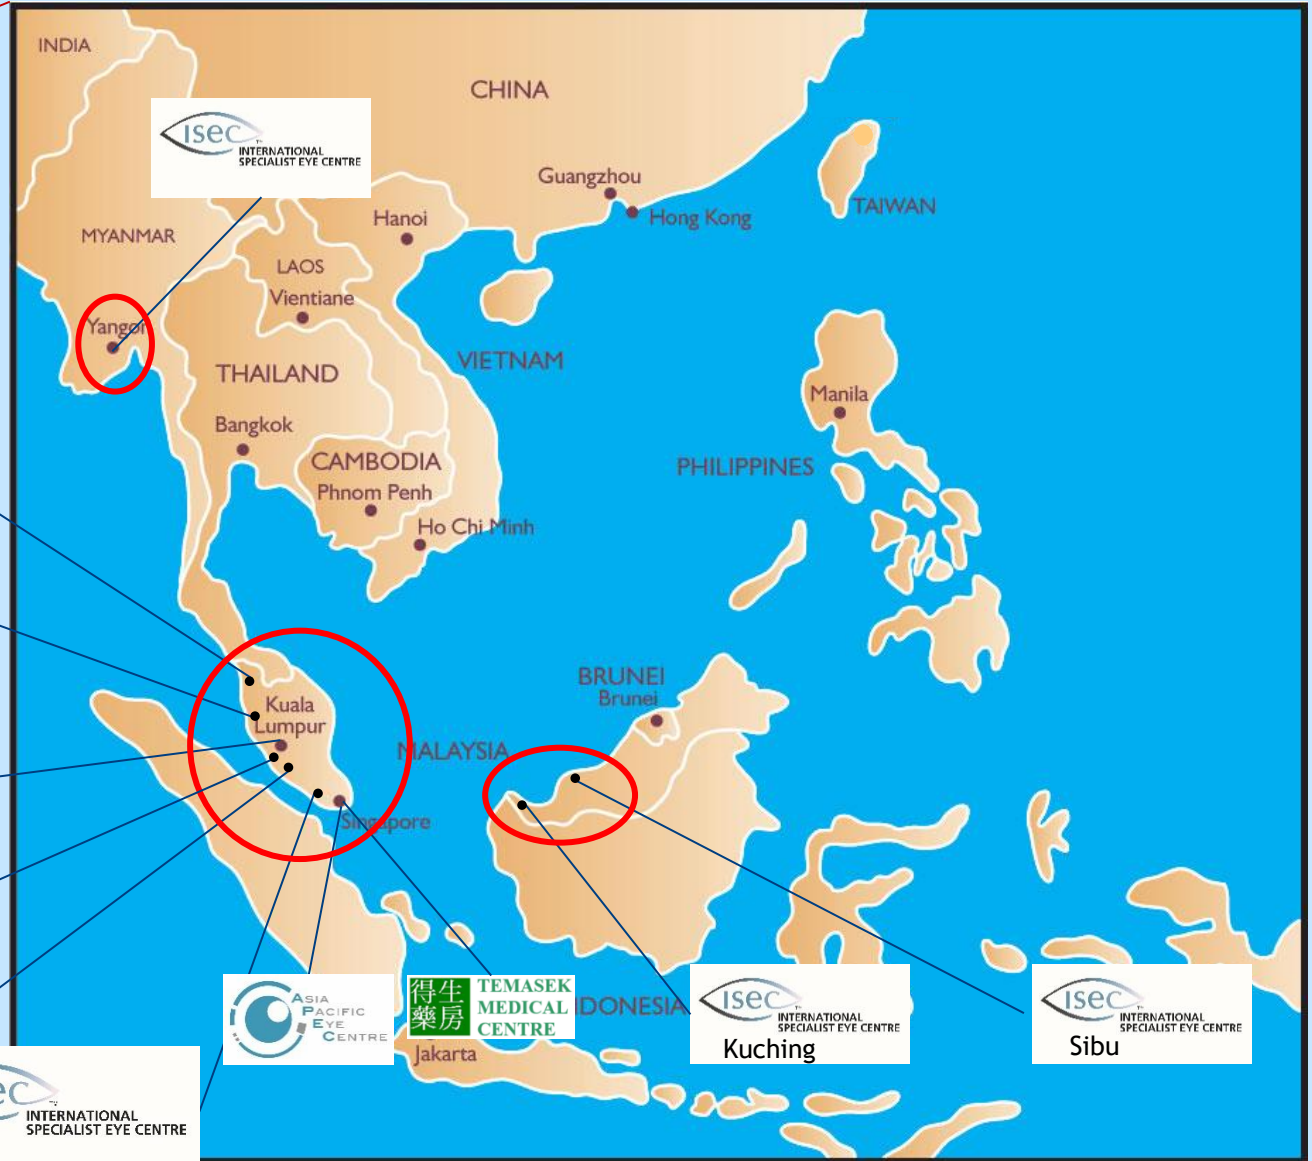 INDIA
CHINA
isec
INTERNATIONAL
SPECIALIST EYE CENTRE
Guangzhou
Hong Kong
TAIWAN
Hanoi
MYANMAR
LAOS
Vientiane
Yangon
VIETNAM
THAILAND
Manila
Bangkok
CAMBODIA
PHILIPPINES
Phnom Penh
Ho Chi Minh
BRUNEI
Brunei
Kuala
Lumpur
MALAYSIA
Singapore
ASIA
PACIFIC
EYE
CENTRE
得生
藥房
TEMASEK
MEDICAL
CENTRE
INDONESIA
isec
INTERNATIONAL
SPECIALIST EYE CENTRE
Kuching
isec
INTERNATIONAL
SPECIALIST EYE CENTRE
Sibu
Jakarta
ec
INTERNATIONAL
SPECIALIST EYE CENTRE